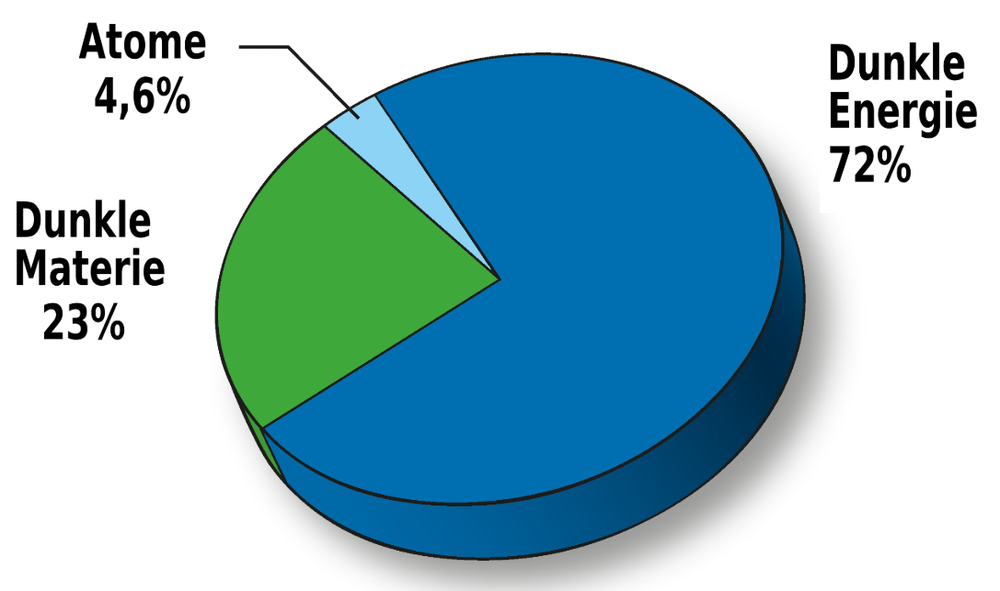 Atome
4,6%
Dunkle
Energie
72%
Dunkle
Materie
23%